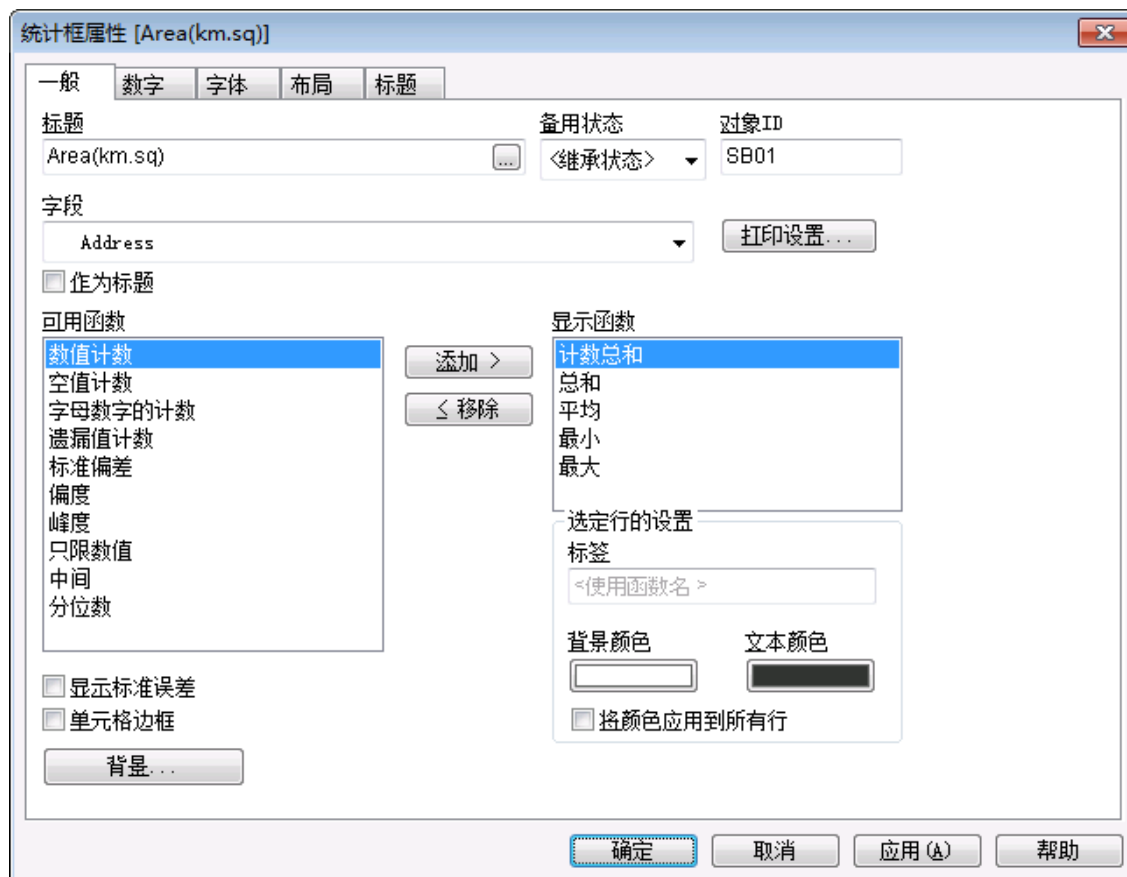 统计框属性 [Area(km.sq)]
一般 数字 字体 布局 标题
标题 备用状态 对象ID
Area(km.sq) ... <继承状态> SB01
字段
Address 打印设置...
作为标题
可用函数 显示函数
数值计数 添加 > 计数总和
空值计数 总和
字母数字的计数 < 移除 平均
遗漏值计数 最小
标准偏差 最大
偏度
峰度 选定行的设置
只限数值 标签
中间 <使用函数名 >
分位数
背景颜色 文本颜色
显示标准误差
单元格边框 将颜色应用到所有行
背景...
确定 取消 应用(A) 帮助